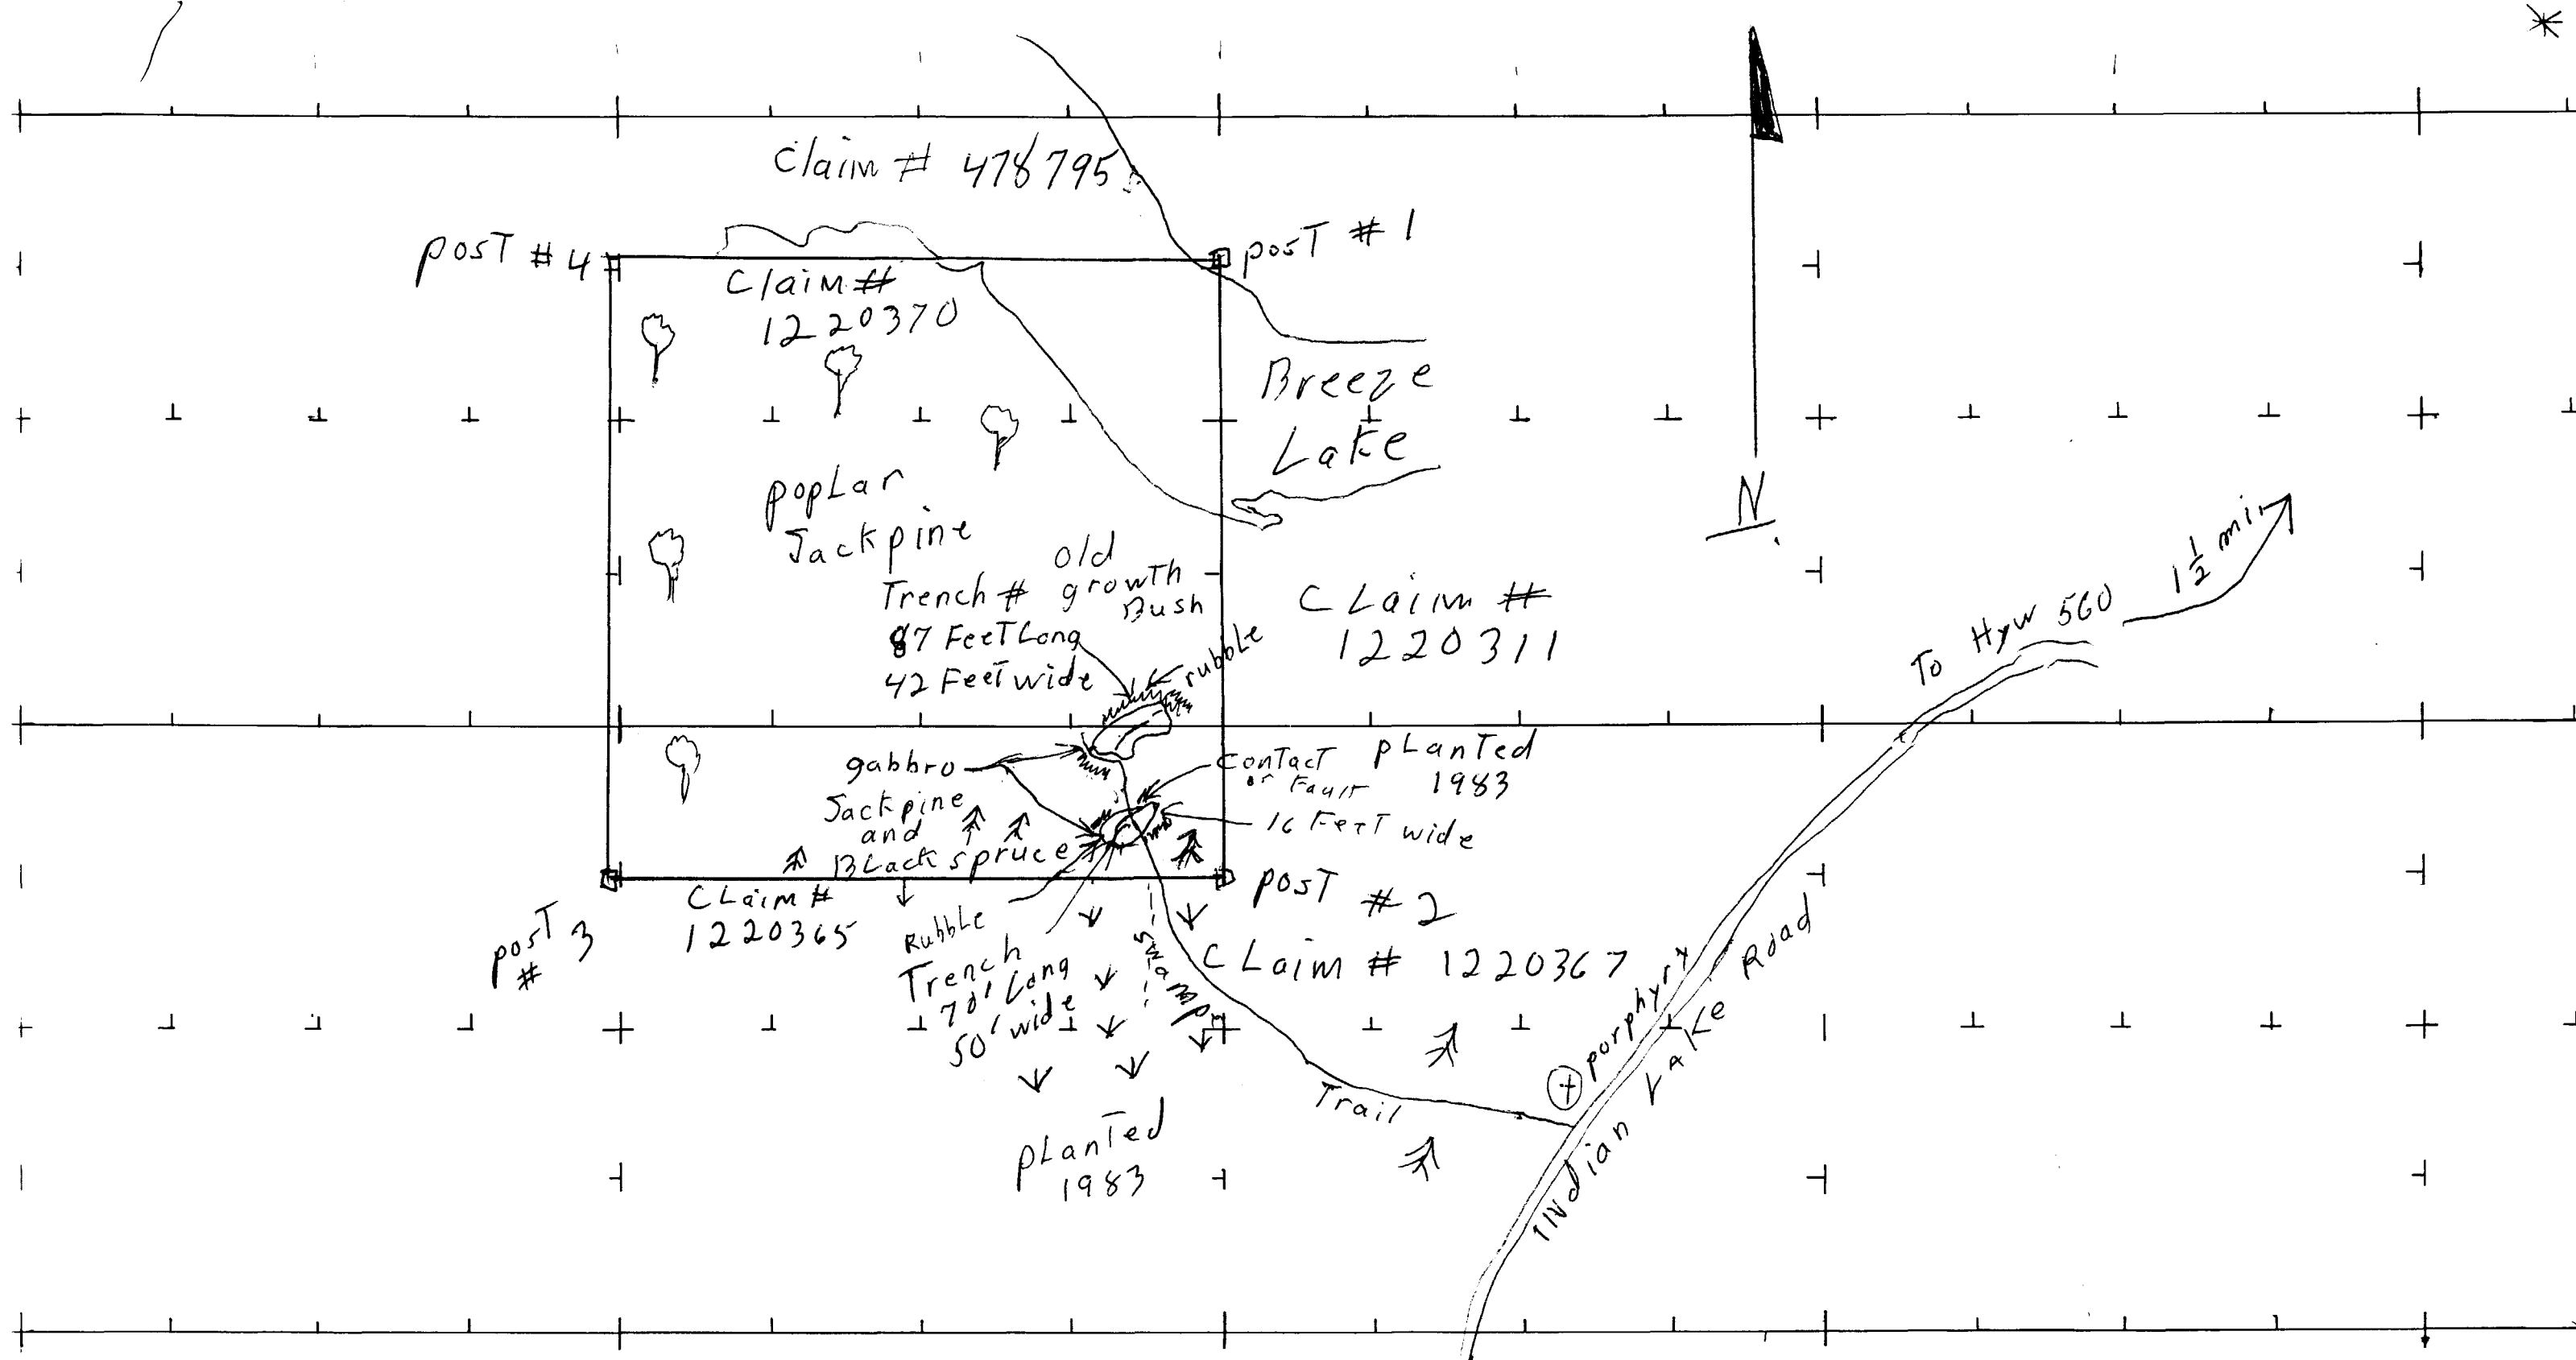 Claim # 478795
posT # 4
posT # 1
Claim #
1220370
Breeze
Lake
N
popLar
Jackpine
old
growTh
Bush
Trench #
87 FeeT Long
42 FeeT wide
rubble
CLaim #
1220311
To Hyw 560
1 1/2 mi.
gabbro
Jackpine
and
BLack spruce
ConTacT
or FaulT
pLanTed
1983
16 FeeT wide
posT # 2
posT
# 3
CLaim #
1220365
RubbLe
Trench
70' Long
50' wide
swamp
CLaim # 1220367
porphyry
INdian LaKe Road
Trail
pLanTed
1983